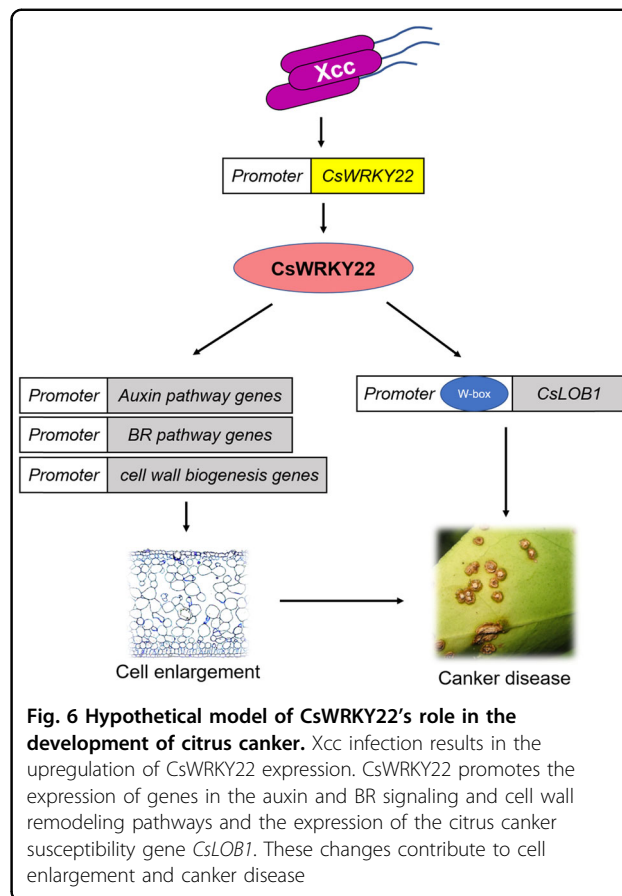 Xcc
Promoter CsWRKY22
CsWRKY22
Promoter Auxin pathway genes
Promoter BR pathway genes
Promoter cell wall biogenesis genes
Promoter W-box CsLOB1
Cell enlargement
Canker disease
Fig. 6 Hypothetical model of CsWRKY22's role in the
development of citrus canker. Xcc infection results in the
upregulation of CsWRKY22 expression. CsWRKY22 promotes the
expression of genes in the auxin and BR signaling and cell wall
remodeling pathways and the expression of the citrus canker
susceptibility gene CsLOB1. These changes contribute to cell
enlargement and canker disease